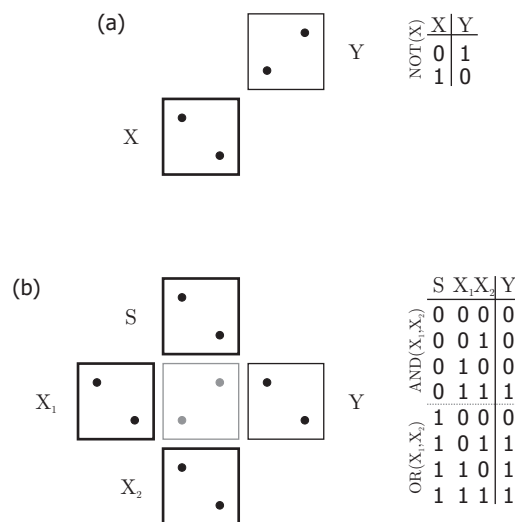 (a)
X
Y
NOT(X)
X Y
0 1
1 0
(b)
S
X₁
X₂
Y
AND(X₁,X₂)
OR(X₁,X₂)
S X₁ X₂ Y
0 0 0 0
0 0 1 0
0 1 0 0
0 1 1 1
1 0 0 0
1 0 1 1
1 1 0 1
1 1 1 1